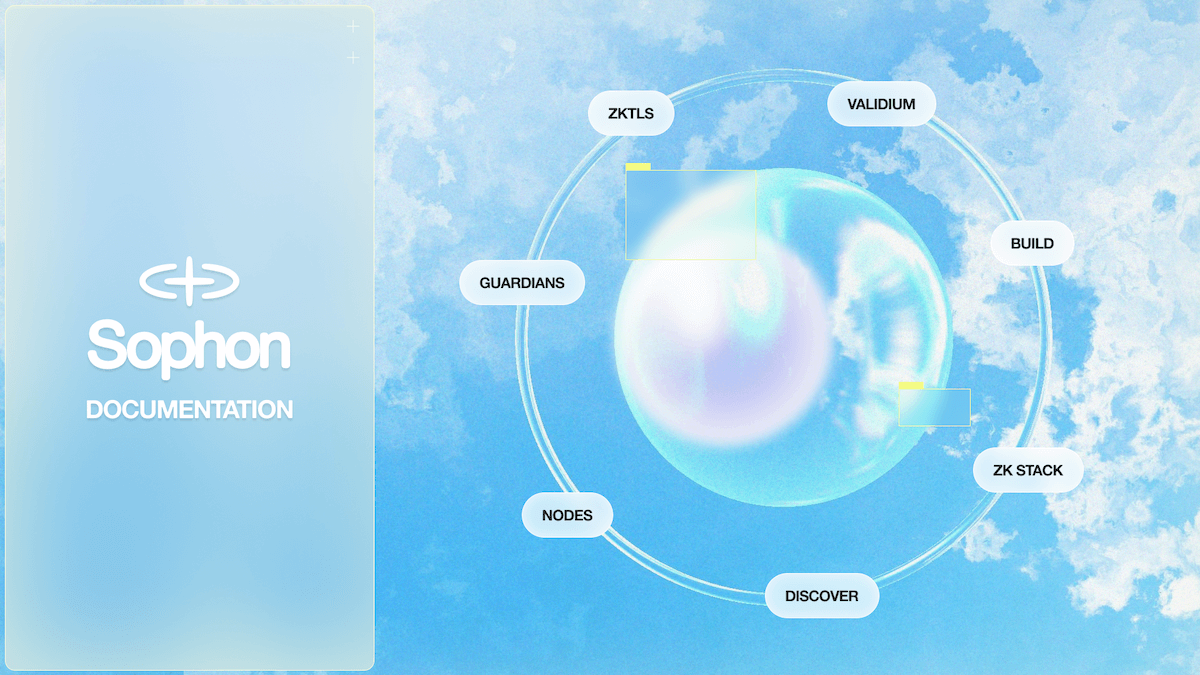 Sophon
DOCUMENTATION
ZKTLS
VALIDIUM
BUILD
GUARDIANS
ZK STACK
NODES
DISCOVER